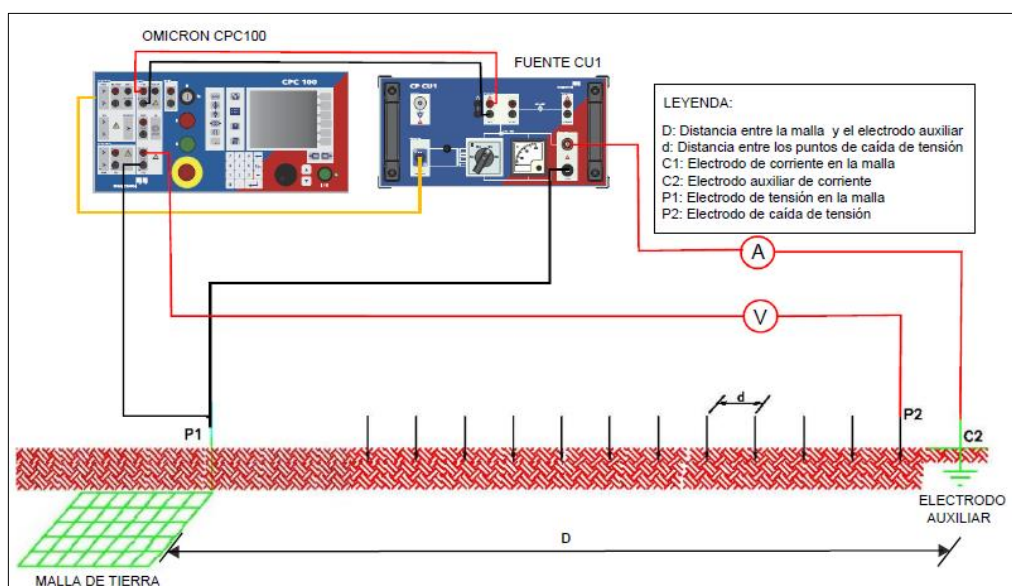 OMICRON CPC100
FUENTE CU1
CPC 100
CP CU1
LEYENDA:
D: Distancia entre la malla y el electrodo auxiliar
d: Distancia entre los puntos de caída de tensión
C1: Electrodo de corriente en la malla
C2: Electrodo auxiliar de corriente
P1: Electrodo de tensión en la malla
P2: Electrodo de caída de tensión
A
V
d
P1
P2
C2
ELECTRODO
AUXILIAR
D
MALLA DE TIERRA